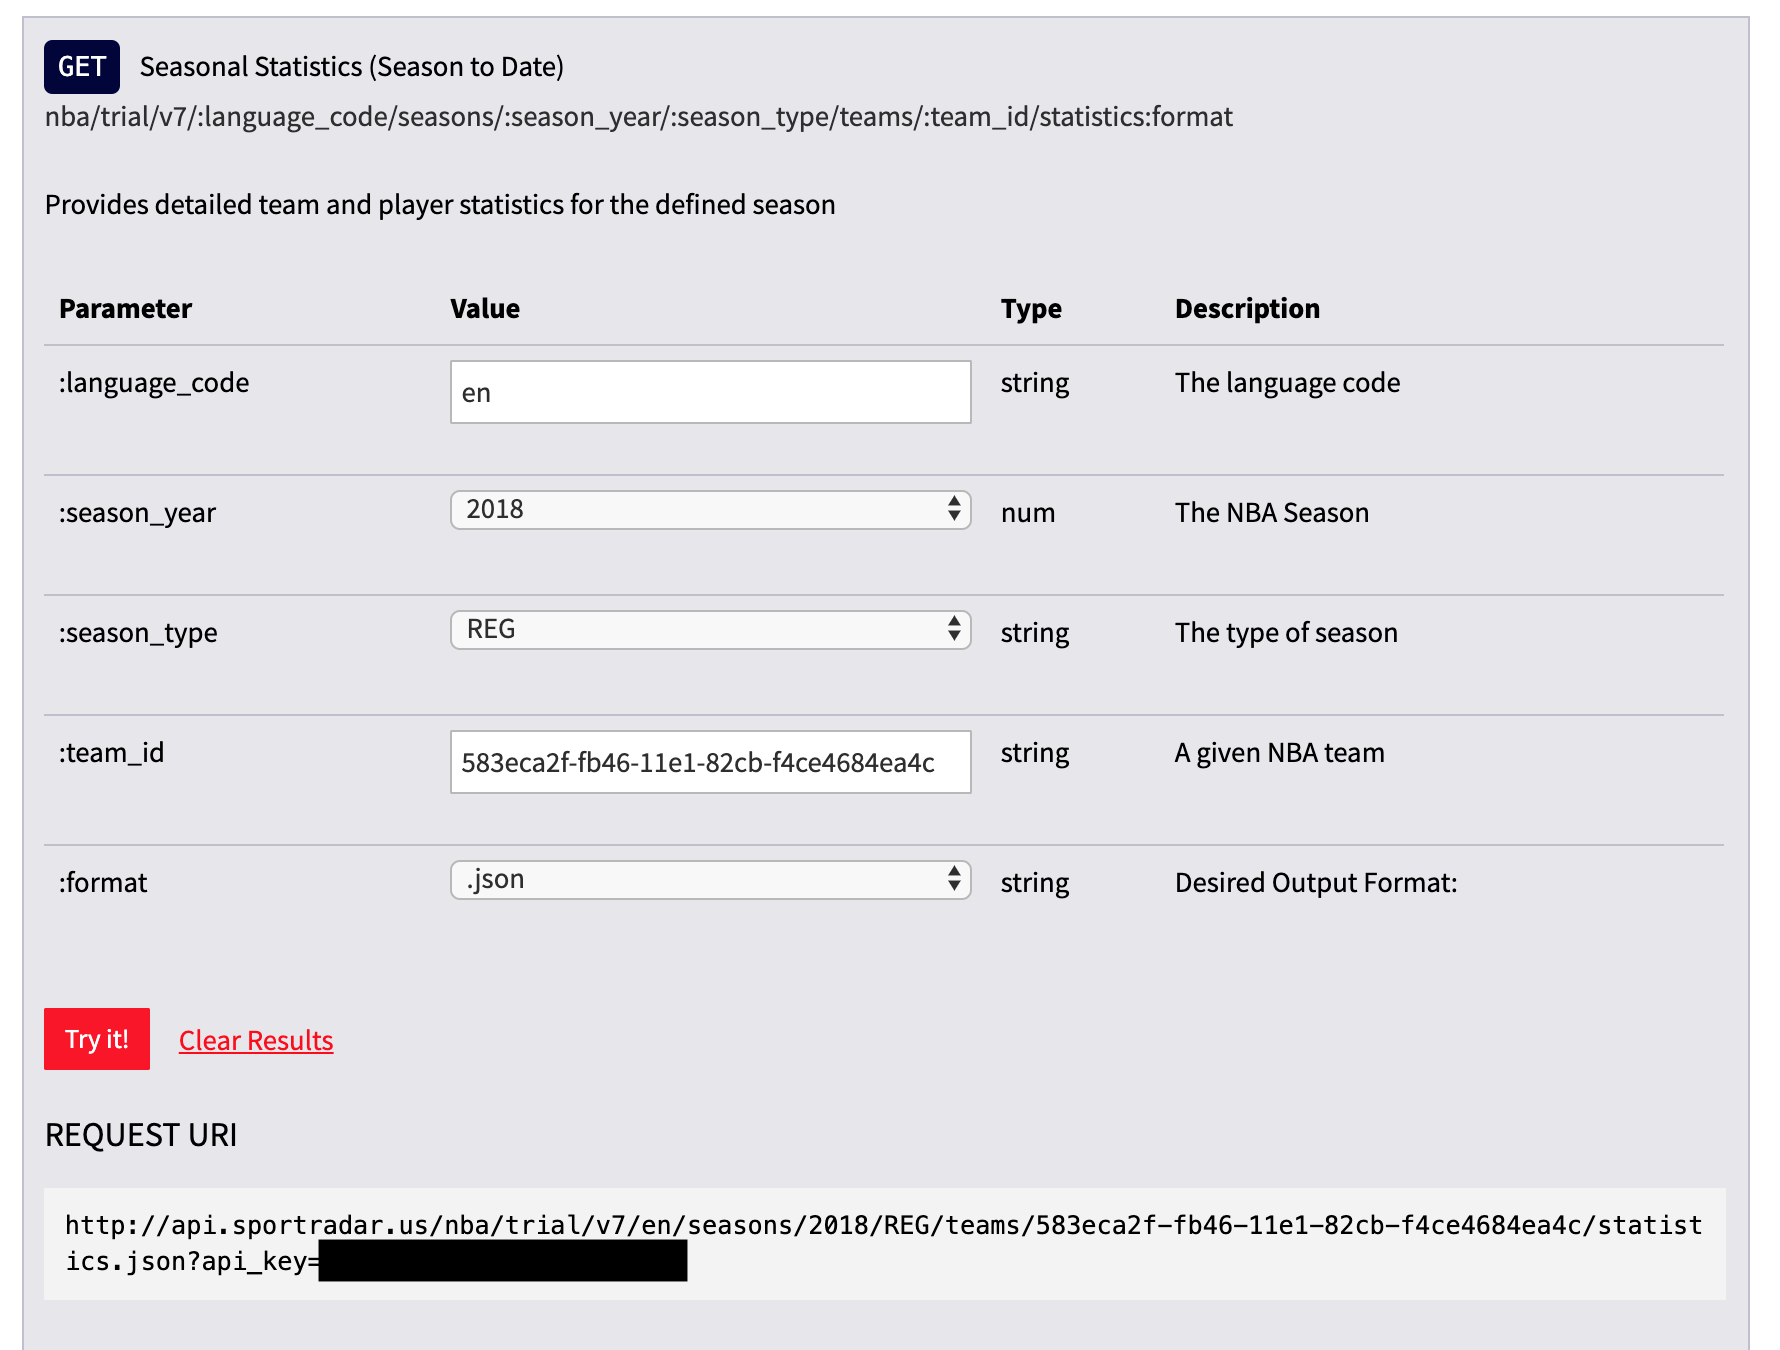 GET Seasonal Statistics (Season to Date)
nba/trial/v7/:language_code/seasons/:season_year/:season_type/teams/:team_id/statistics:format
Provides detailed team and player statistics for the defined season
Parameter Value Type Description
:language_code en string The language code
:season_year 2018 num The NBA Season
:season_type REG string The type of season
:team_id 583eca2f-fb46-11e1-82cb-f4ce4684ea4c string A given NBA team
:format .json string Desired Output Format:
Try it! Clear Results
REQUEST URI
http://api.sportradar.us/nba/trial/v7/en/seasons/2018/REG/teams/583eca2f-fb46-11e1-82cb-f4ce4684ea4c/statist
ics.json?api_key=